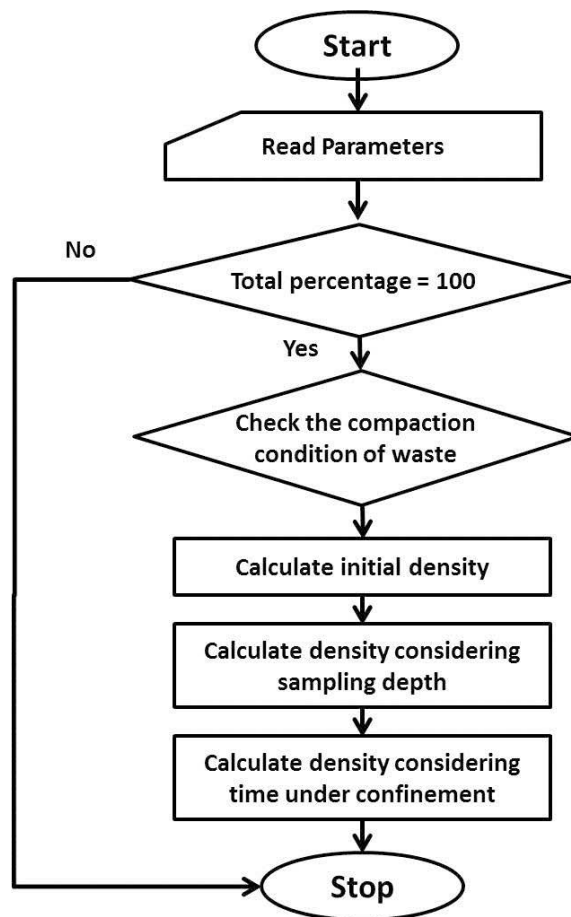 Start
Read Parameters
No
Total percentage = 100
Yes
Check the compaction
condition of waste
Calculate initial density
Calculate density considering
sampling depth
Calculate density considering
time under confinement
Stop